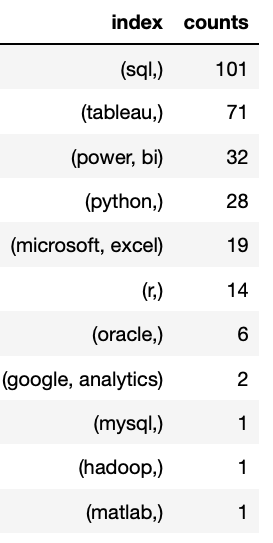 index counts
(sql,) 101
(tableau,) 71
(power, bi) 32
(python,) 28
(microsoft, excel) 19
(r,) 14
(oracle,) 6
(google, analytics) 2
(mysql,) 1
(hadoop,) 1
(matlab,) 1